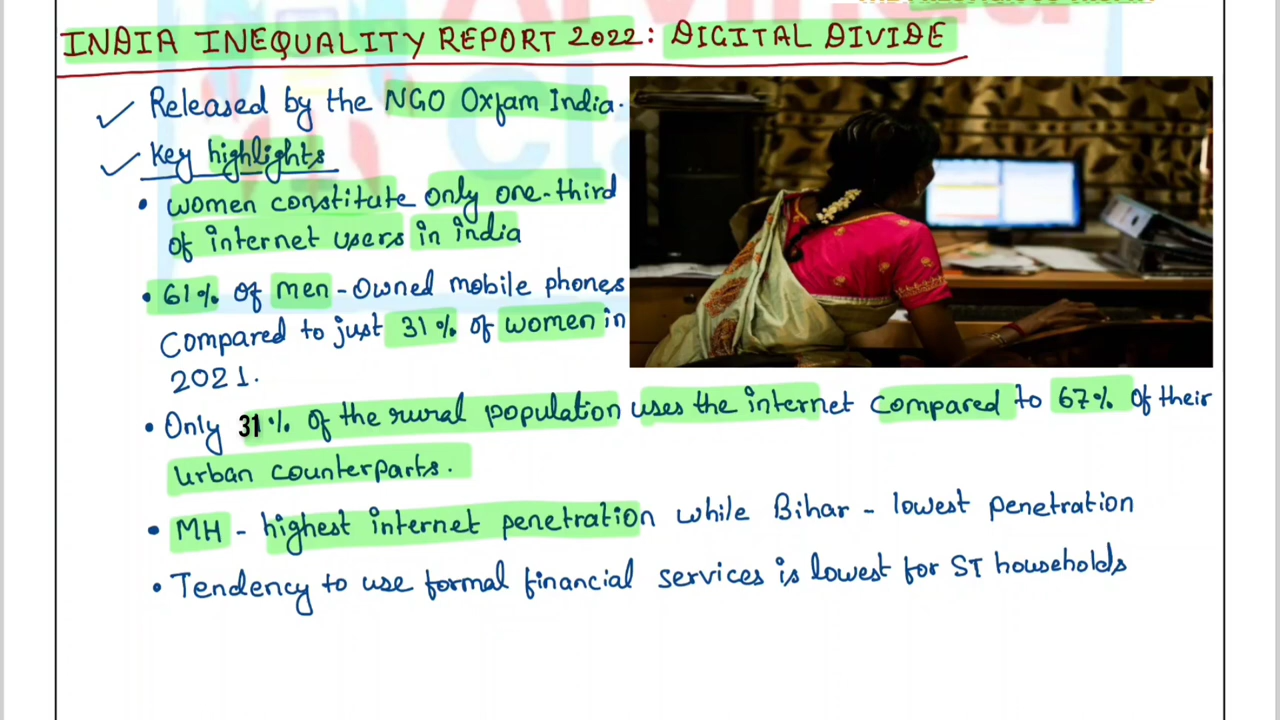 INDIA INEQUALITY REPORT 2022: DIGITAL DIVIDE
Released by the NGO Oxfam India.
Key highlights
• women constitute only one-third
of internet users in india
• 61% of men - owned mobile phones
Compared to just 31% of women in
2021.
• Only 31% of the rural population uses the internet compared to 67% of their
urban counterparts.
• MH - highest internet penetration while Bihar - lowest penetration
• Tendency to use formal financial services is lowest for ST households